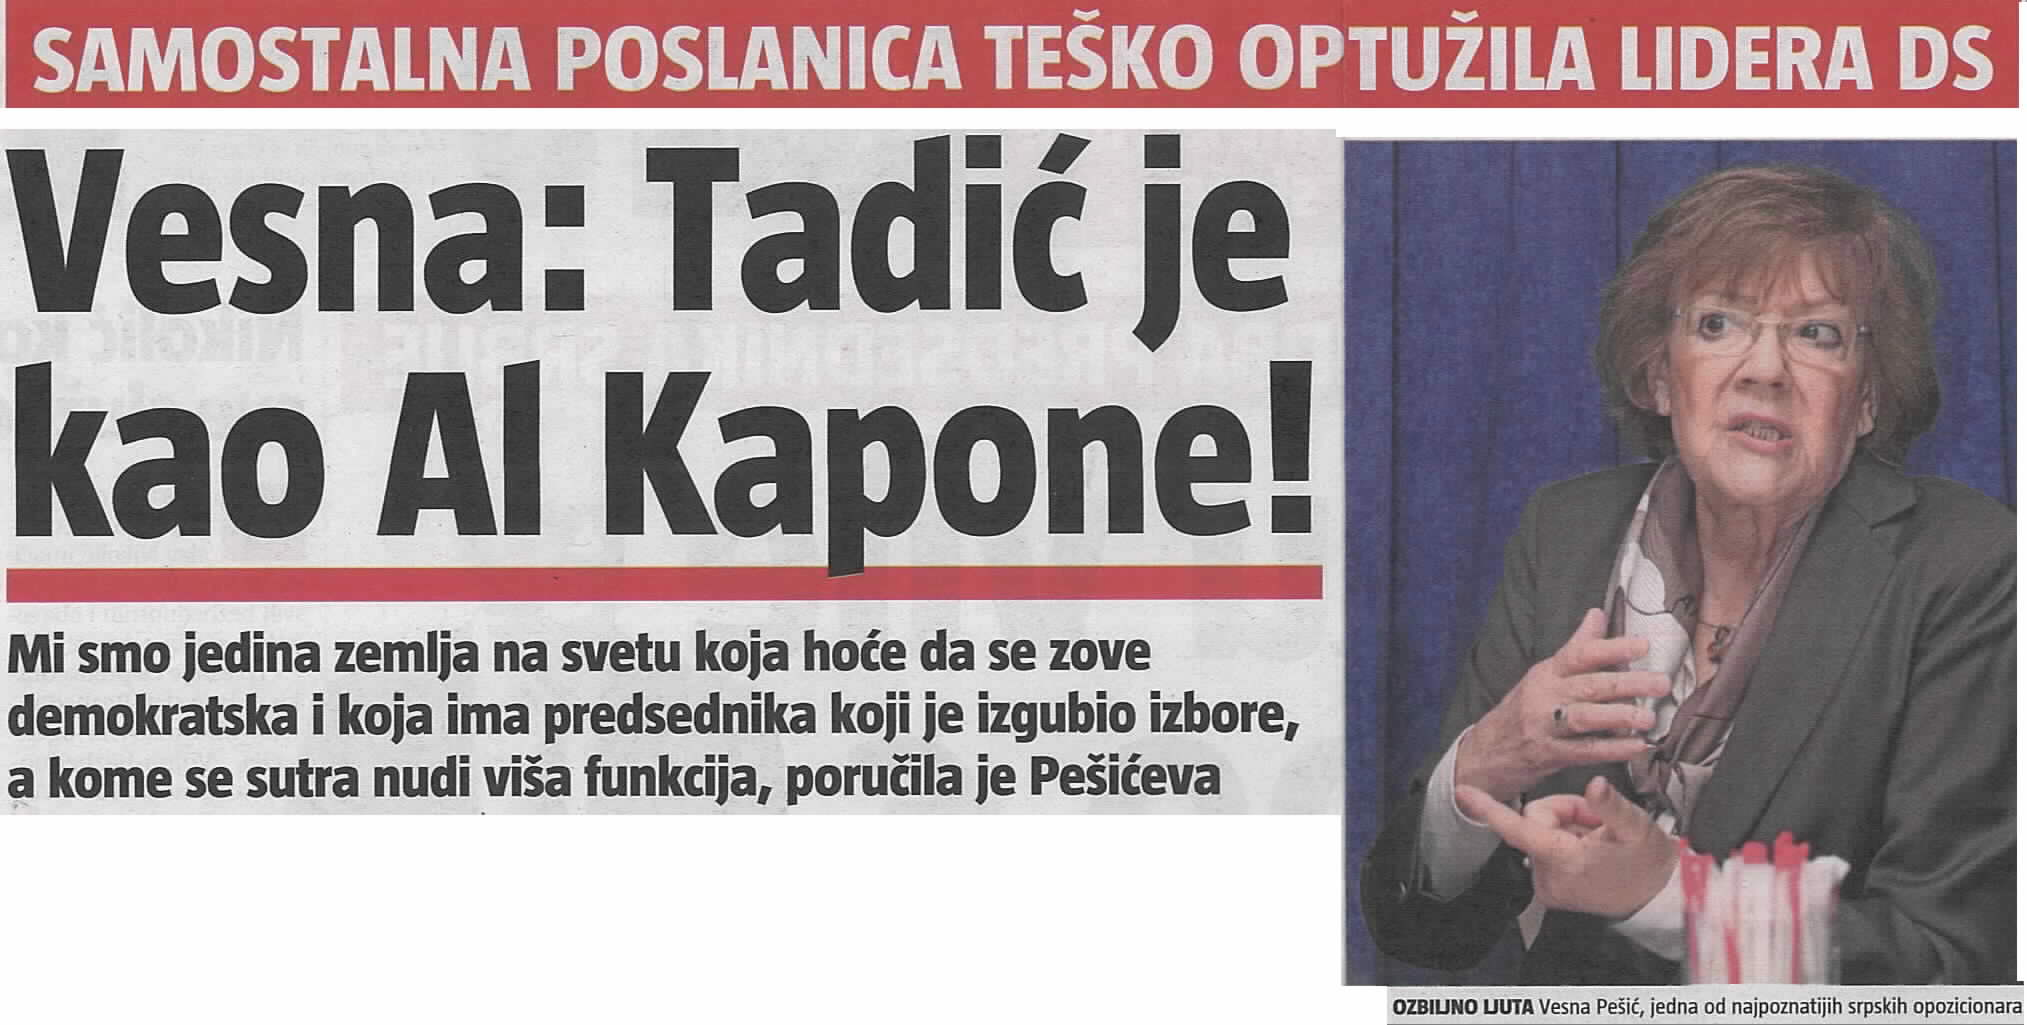 SAMOSTALNA POSLANICA TEŠKO OPTUŽILA LIDERA DS
Vesna: Tadić je
kao Al Kapone!
Mi smo jedina zemlja na svetu koja hoće da se zove
demokratska i koja ima predsednika koji je izgubio izbore,
a kome se sutra nudi viša funkcija, poručila je Pešićeva
OZBILJNO LJUTA Vesna Pešić, jedna od najpoznatijih srpskih opozicionara